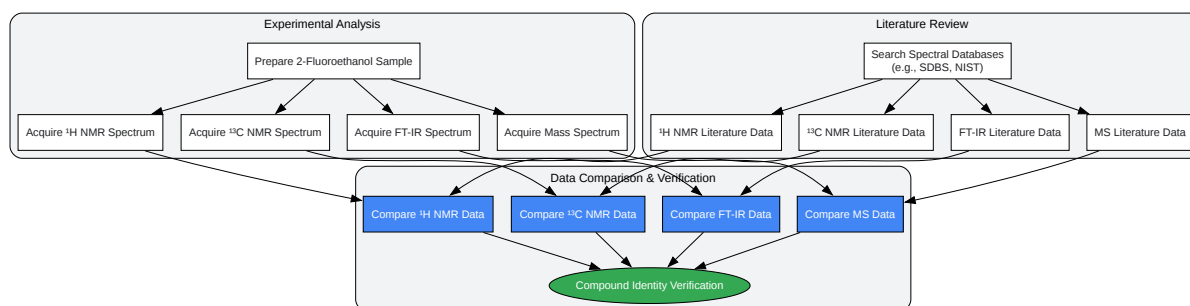 Experimental Analysis
Literature Review
Prepare 2-Fluoroethanol Sample
Search Spectral Databases
(e.g., SDBS, NIST)
Acquire ¹H NMR Spectrum
Acquire ¹³C NMR Spectrum
Acquire FT-IR Spectrum
Acquire Mass Spectrum
¹H NMR Literature Data
¹³C NMR Literature Data
FT-IR Literature Data
MS Literature Data
Data Comparison & Verification
Compare ¹H NMR Data
Compare ¹³C NMR Data
Compare FT-IR Data
Compare MS Data
Compound Identity Verification